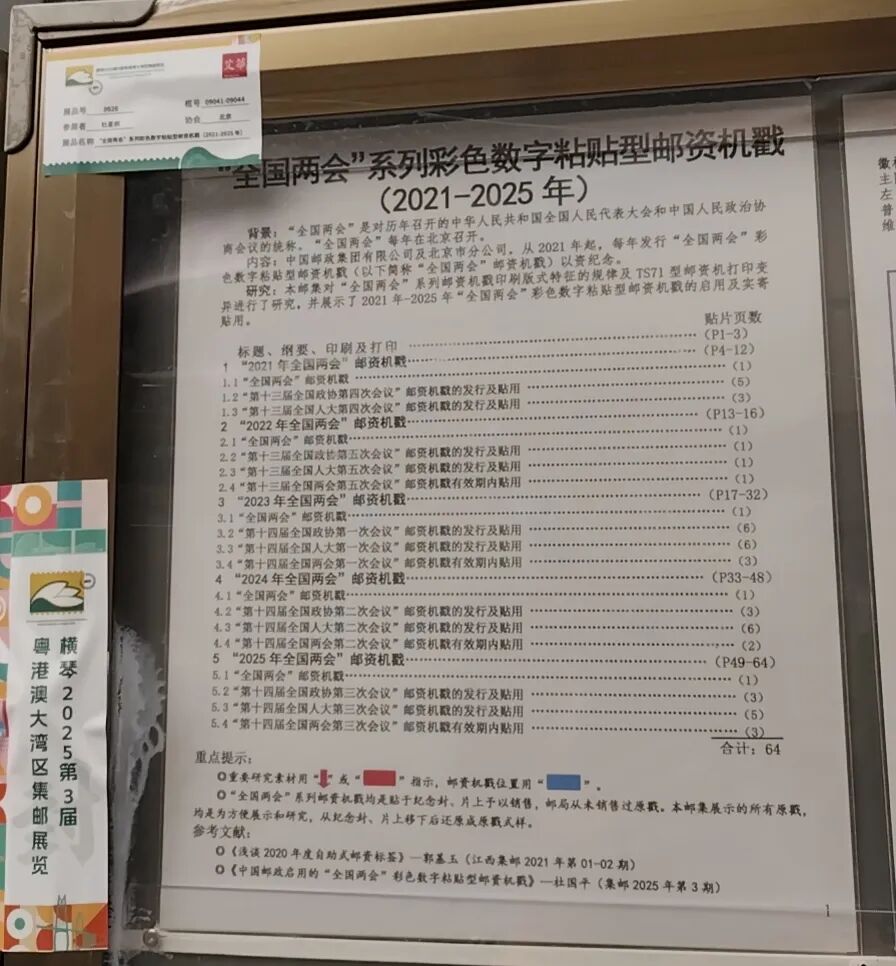 展品号 0926 框号 09041-09044
参展者 协会 北京
展品名称 "全国两会"系列彩色数字粘贴型邮资机戳（2021-2025年）
"全国两会"系列彩色数字粘贴型邮资机戳
（2021-2025年）
背景："全国两会"是对历年召开的中华人民共和国全国人民代表大会和中国人民政治协
商会议的统称，"全国两会"每年在北京召开。
内容：中国邮政集团有限公司及北京市分公司，从2021年起，每年发行"全国两会"彩
色数字粘贴型邮资机戳（以下简称"全国两会"邮资机戳）以资纪念。
研究：本邮集对"全国两会"系列邮资机戳印刷版式特征的规律及TS71型邮资机打印变
异进行了研究，并展示了2021年-2025年"全国两会"彩色数字粘贴型邮资机戳的启用及实寄
贴用。
贴片页数
标题、纲要、印刷及打印 （P1-3）
1 "2021年全国两会"邮资机戳 （P4-12）
1.1"全国两会"邮资机戳 （1）
1.2"第十三届全国政协第四次会议"邮资机戳的发行及贴用 （5）
1.3"第十三届全国人大第四次会议"邮资机戳的发行及贴用 （3）
2 "2022年全国两会"邮资机戳 （P13-16）
2.1"全国两会"邮资机戳 （1）
2.2"第十三届全国政协第五次会议"邮资机戳的发行及贴用 （1）
2.3"第十三届全国人大第五次会议"邮资机戳的发行及贴用 （1）
2.4"第十三届全国两会第五次会议"邮资机戳有效期内贴用 （1）
3 "2023年全国两会"邮资机戳 （P17-32）
3.1"全国两会"邮资机戳 （1）
3.2"第十四届全国政协第一次会议"邮资机戳的发行及贴用 （6）
3.3"第十四届全国人大第一次会议"邮资机戳的发行及贴用 （6）
3.4"第十四届全国两会第一次会议"邮资机戳有效期内贴用 （3）
4 "2024年全国两会"邮资机戳 （P33-48）
4.1"全国两会"邮资机戳 （1）
4.2"第十四届全国政协第二次会议"邮资机戳的发行及贴用 （3）
4.3"第十四届全国人大第二次会议"邮资机戳的发行及贴用 （6）
4.4"第十四届全国两会第二次会议"邮资机戳有效期内贴用 （2）
5 "2025年全国两会"邮资机戳 （P49-64）
5.1"全国两会"邮资机戳 （1）
5.2"第十四届全国政协第三次会议"邮资机戳的发行及贴用 （3）
5.3"第十四届全国人大第三次会议"邮资机戳的发行及贴用 （5）
5.4"第十四届全国两会第三次会议"邮资机戳有效期内贴用 （3）
合计：64
重点提示：
重要研究素材用" "或" "指示，邮资机戳位置用" "。
"全国两会"系列邮资机戳均是贴于纪念封、片上予以销售，邮局从未销售过原戳。本邮集展示的所有原戳，
均是为方便展示和研究，从纪念封、片上移下后还原成原戳式样。
参考文献：
《浅谈2020年度自动式邮资标签》—郭基玉（江西集邮2021年第01-02期）
《中国邮政启用的"全国两会"彩色数字粘贴型邮资机戳》—杜国平（集邮2025年第3期）
1
横琴2025第3届
粤港澳大湾区集邮展览
主
左
普
维